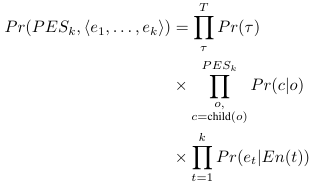 Pr(PES_k, ⟨e_1, …, e_k⟩) = ∏_τ^T Pr(τ)
× ∏_{o, c=child(o)}^{PES_k} Pr(c|o)
× ∏_{t=1}^k Pr(e_t|En(t))